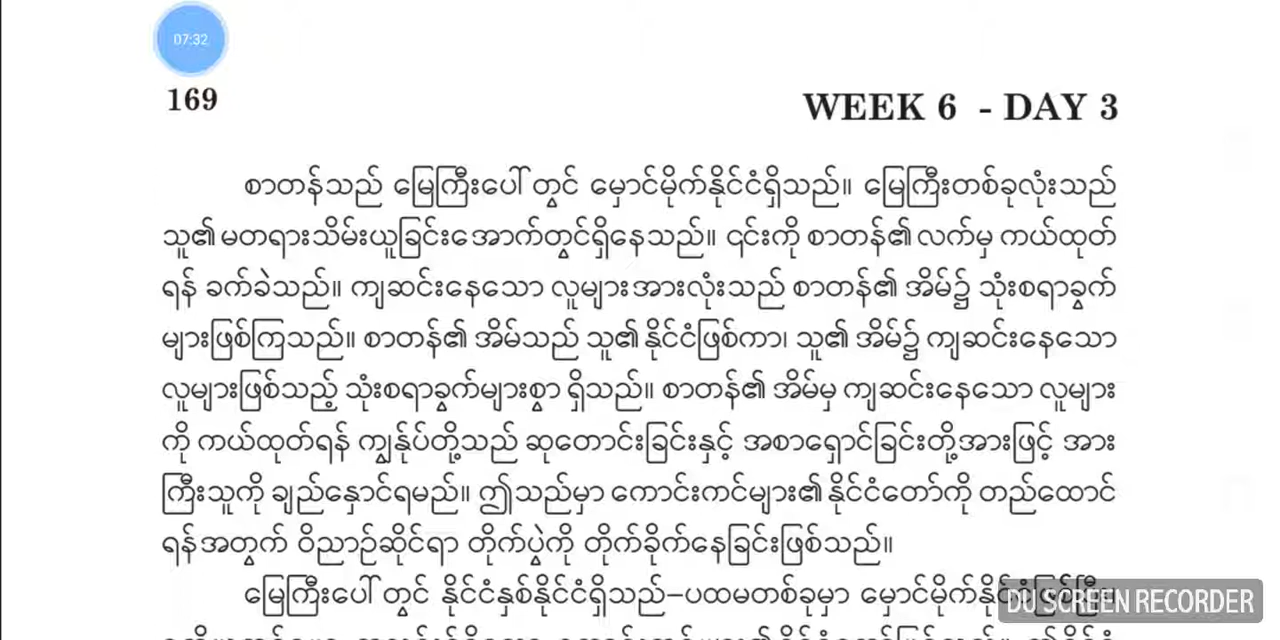 07:32
169 WEEK 6 - DAY 3
စာတန်သည် မြေကြီးပေါ်တွင် မှောင်မိုက်နိုင်ငံရှိသည်။ မြေကြီးတစ်ခုလုံးသည်
သူ၏ မတရားသိမ်းယူခြင်းအောက်တွင်ရှိနေသည်။ ၎င်းကို စာတန်၏ လက်မှ ကယ်ထုတ်
ရန် ခက်ခဲသည်။ ကျဆင်းနေသော လူများအားလုံးသည် စာတန်၏ အိမ်၌ သုံးစရာခွက်
များဖြစ်ကြသည်။ စာတန်၏ အိမ်သည် သူ၏ နိုင်ငံဖြစ်ကာ၊ သူ၏ အိမ်၌ ကျဆင်းနေသော
လူများဖြစ်သည့် သုံးစရာခွက်များစွာ ရှိသည်။ စာတန်၏ အိမ်မှ ကျဆင်းနေသော လူများ
ကို ကယ်ထုတ်ရန် ကျွန်ုပ်တို့သည် ဆုတောင်းခြင်းနှင့် အစာရှောင်ခြင်းတို့အားဖြင့် အား
ကြီးသူကို ချည်နှောင်ရမည်။ ဤသည်မှာ ကောင်းကင်များ၏ နိုင်ငံတော်ကို တည်ထောင်
ရန်အတွက် ဝိညာဉ်ဆိုင်ရာ တိုက်ပွဲကို တိုက်ခိုက်နေခြင်းဖြစ်သည်။
မြေကြီးပေါ်တွင် နိုင်ငံနှစ်နိုင်ငံရှိသည်–ပထမတစ်ခုမှာ မှောင်မိုက်နိုင်ငံဖြစ်ပြီး၊
DU SCREEN RECORDER